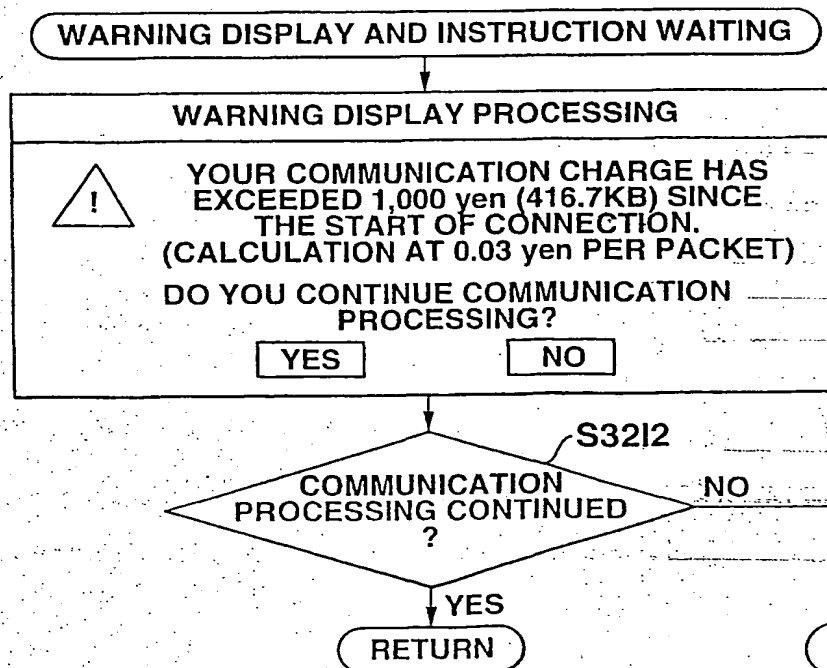 WARNING DISPLAY AND INSTRUCTION WAITING
WARNING DISPLAY PROCESSING
!
YOUR COMMUNICATION CHARGE HAS
EXCEEDED 1,000 yen (416.7KB) SINCE
THE START OF CONNECTION.
(CALCULATION AT 0.03 yen PER PACKET)
DO YOU CONTINUE COMMUNICATION
PROCESSING?
YES NO
S32I2
COMMUNICATION
PROCESSING CONTINUED
?
NO
YES
RETURN